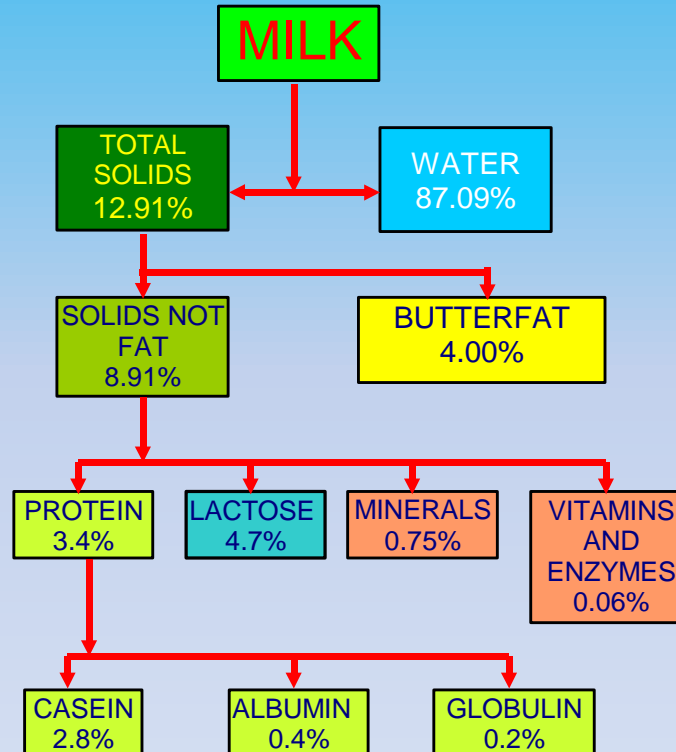 MILK
TOTAL
SOLIDS
12.91%
WATER
87.09%
SOLIDS NOT
FAT
8.91%
BUTTERFAT
4.00%
PROTEIN
3.4%
LACTOSE
4.7%
MINERALS
0.75%
VITAMINS
AND
ENZYMES
0.06%
CASEIN
2.8%
ALBUMIN
0.4%
GLOBULIN
0.2%